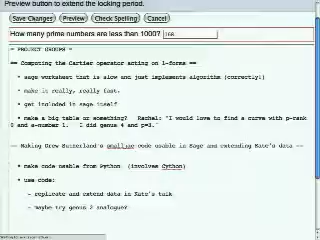 Preview button to extend the locking period.
Save Changes Preview Check Spelling Cancel
How many prime numbers are less than 1000? 168
= PROJECT GROUPS =
== Computing the Cartier operator acting on 1-forms ==
* sage worksheet that is slow and just implements algorithm (correctly!)
* make it really, really fast.
* get included in sage itself
* make a big table or something? Rachel: "I would love to find a curve with p-rank
0 and a-number 1. I did genus 4 and p=3."
== Making Drew Sutherland's smalljac code usable in Sage and extending Kate's data ==
* make code usable from Python (involves Cython)
* use code:
- replicate and extend data in Kate's talk
- maybe try genus 2 analogue?